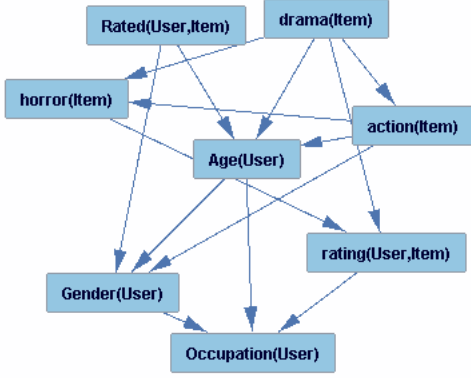 Rated(User,Item)
drama(Item)
horror(Item)
action(Item)
Age(User)
rating(User,Item)
Gender(User)
Occupation(User)